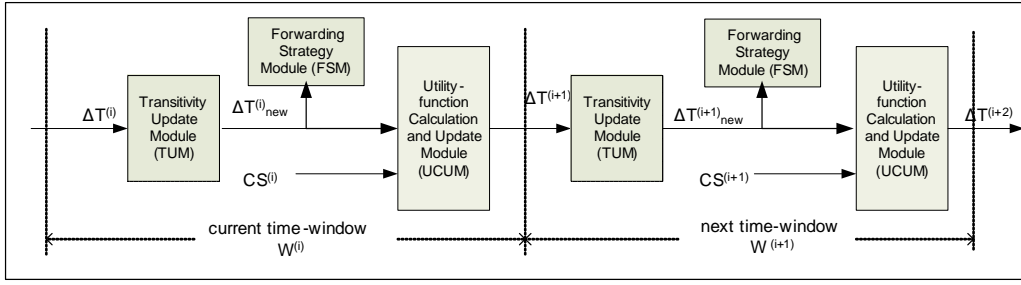 Forwarding
Strategy
Module (FSM)
ΔT(i)
Transitivity
Update
Module
(TUM)
ΔT(i)new
CS(i)
Utility-
function
Calculation
and Update
Module
(UCUM)
current time-window
W(i)
ΔT(i+1)
Transitivity
Update
Module
(TUM)
ΔT(i+1)new
Forwarding
Strategy
Module (FSM)
CS(i+1)
Utility-
function
Calculation
and Update
Module
(UCUM)
ΔT(i+2)
next time-window
W (i+1)